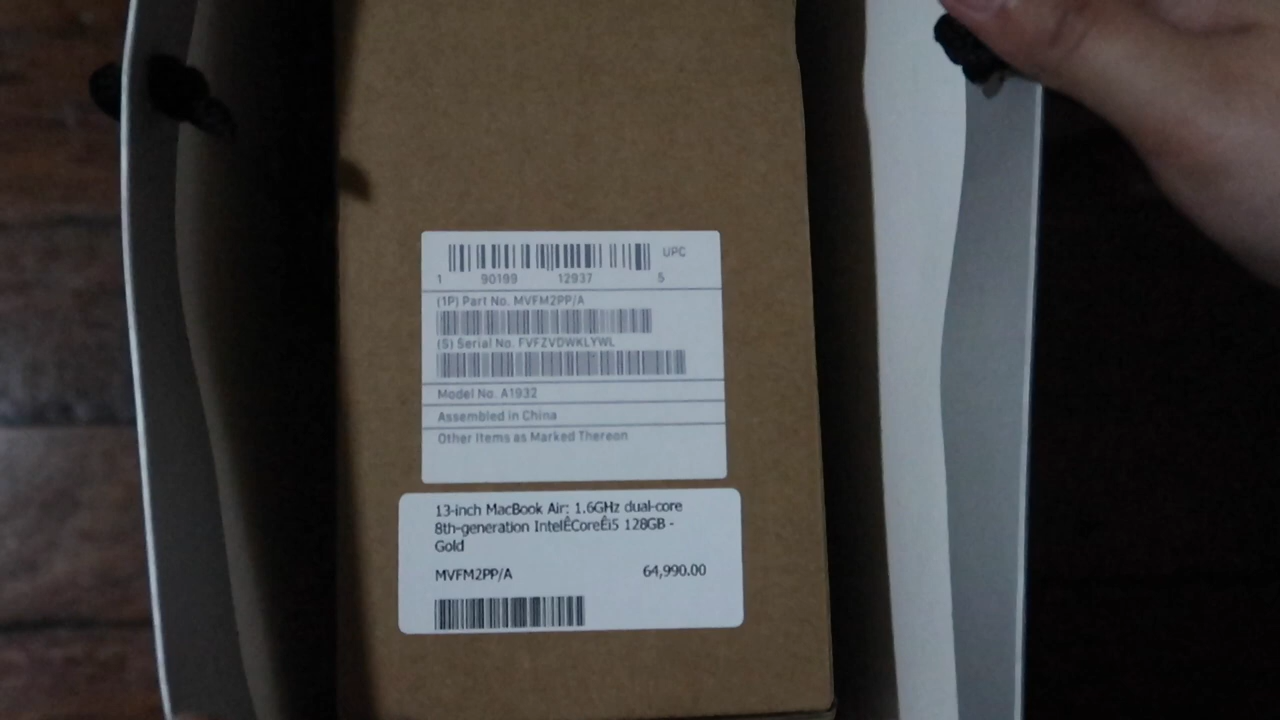 UPC
1 90199 12937 5
(1P) Part No. MVFM2PP/A
(S) Serial No. FVFZVDWKLYWL
Model No. A1932
Assembled in China
Other Items as Marked Thereon
13-inch MacBook Air: 1.6GHz dual-core
8th-generation IntelÊCoreÊi5 128GB -
Gold
MVFM2PP/A 64,990.00